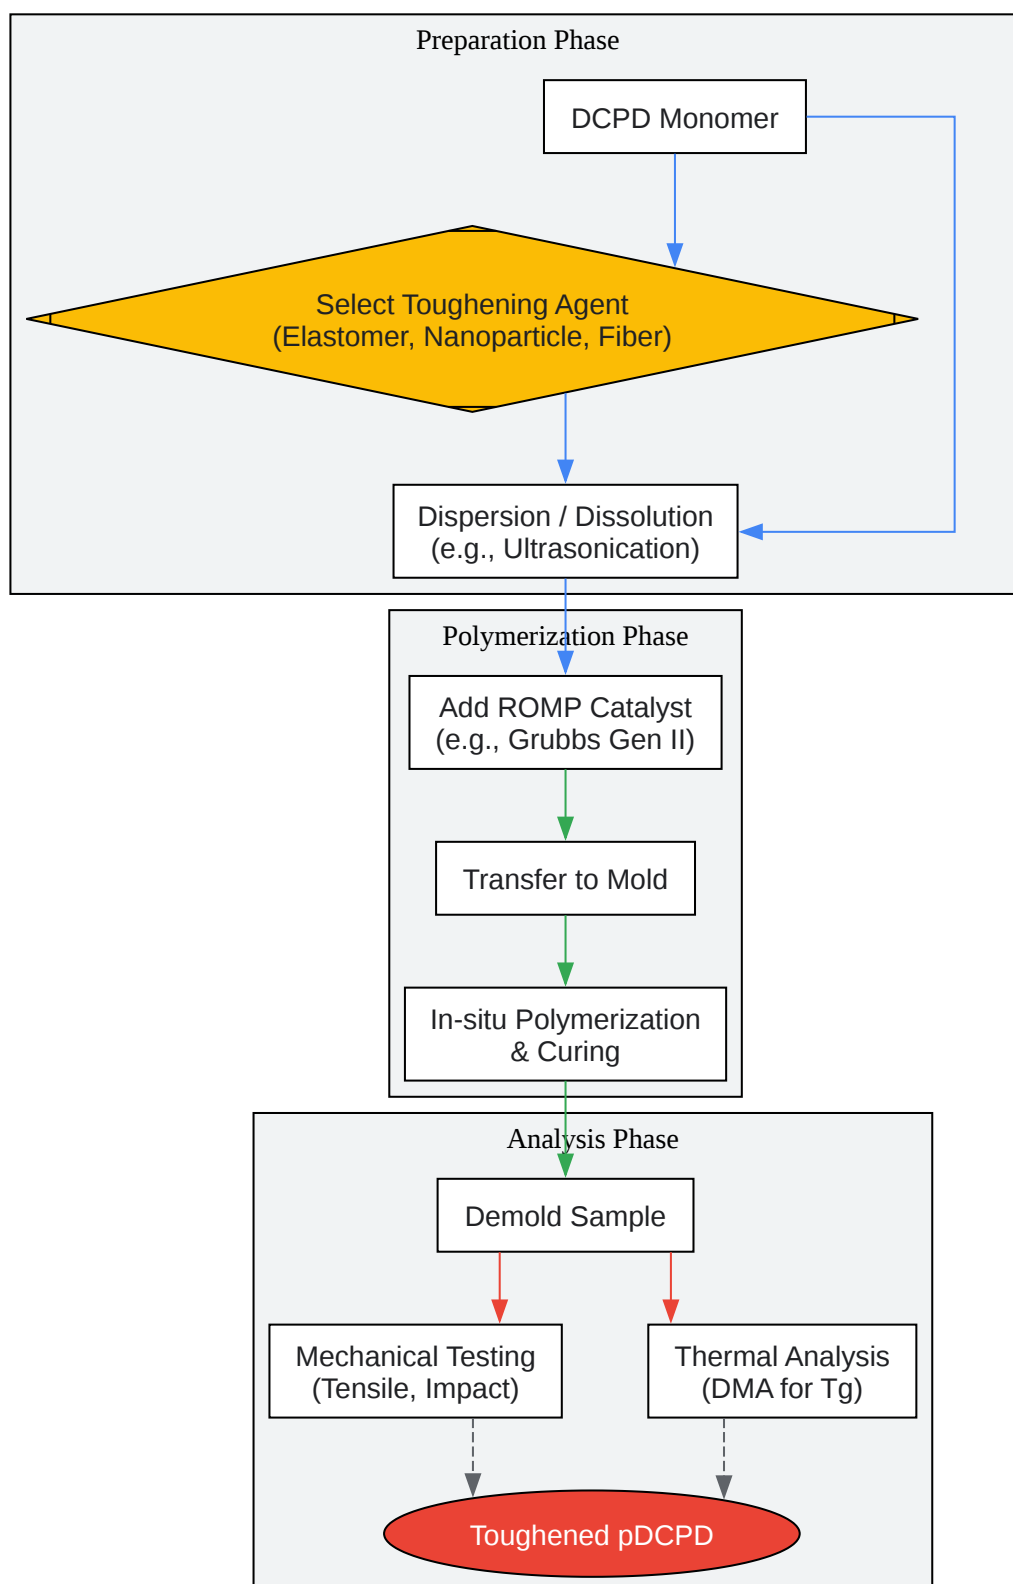 Preparation Phase
DCPD Monomer
Select Toughening Agent
(Elastomer, Nanoparticle, Fiber)
Dispersion / Dissolution
(e.g., Ultrasonication)
Polymerization Phase
Add ROMP Catalyst
(e.g., Grubbs Gen II)
Transfer to Mold
In-situ Polymerization
& Curing
Analysis Phase
Demold Sample
Mechanical Testing
(Tensile, Impact)
Thermal Analysis
(DMA for Tg)
Toughened pDCPD